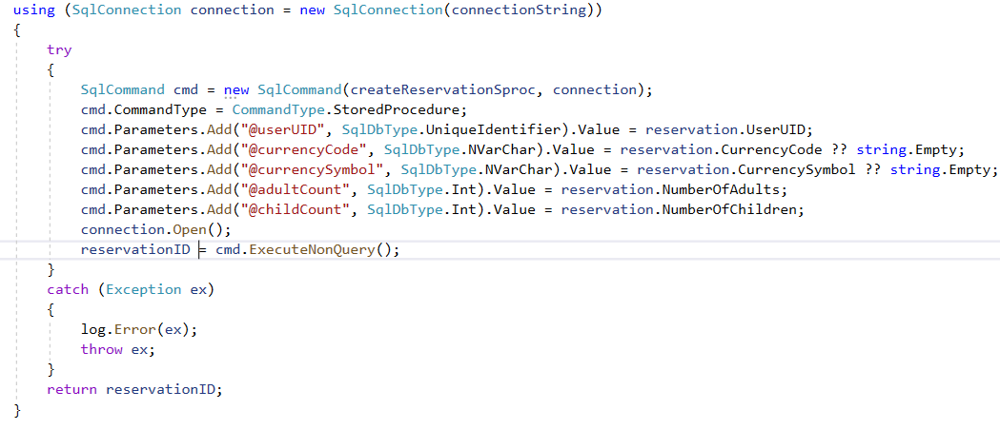 using (SqlConnection connection = new SqlConnection(connectionString))
{
    try
    {
        SqlCommand cmd = new SqlCommand(createReservationSproc, connection);
        cmd.CommandType = CommandType.StoredProcedure;
        cmd.Parameters.Add("@userUID", SqlDbType.UniqueIdentifier).Value = reservation.UserUID;
        cmd.Parameters.Add("@currencyCode", SqlDbType.NVarChar).Value = reservation.CurrencyCode ?? string.Empty;
        cmd.Parameters.Add("@currencySymbol", SqlDbType.NVarChar).Value = reservation.CurrencySymbol ?? string.Empty;
        cmd.Parameters.Add("@adultCount", SqlDbType.Int).Value = reservation.NumberOfAdults;
        cmd.Parameters.Add("@childCount", SqlDbType.Int).Value = reservation.NumberOfChildren;
        connection.Open();
        reservationID = cmd.ExecuteNonQuery();
    }
    catch (Exception ex)
    {
        log.Error(ex);
        throw ex;
    }
    return reservationID;
}